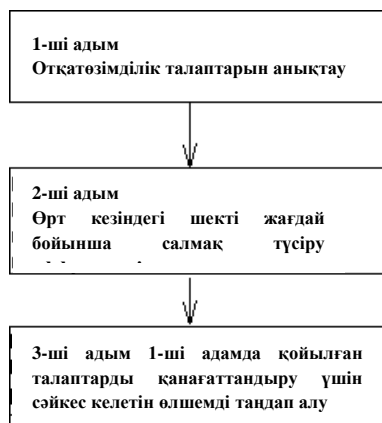 1-ші адым
Отқатөзімділік талаптарын анықтау
2-ші адым
Өрт кезіндегі шекті жағдай
бойынша салмақ түсіру
3-ші адым 1-ші адамда қойылған
талаптарды қанағаттандыру үшін
сәйкес келетін өлшемді таңдап алу